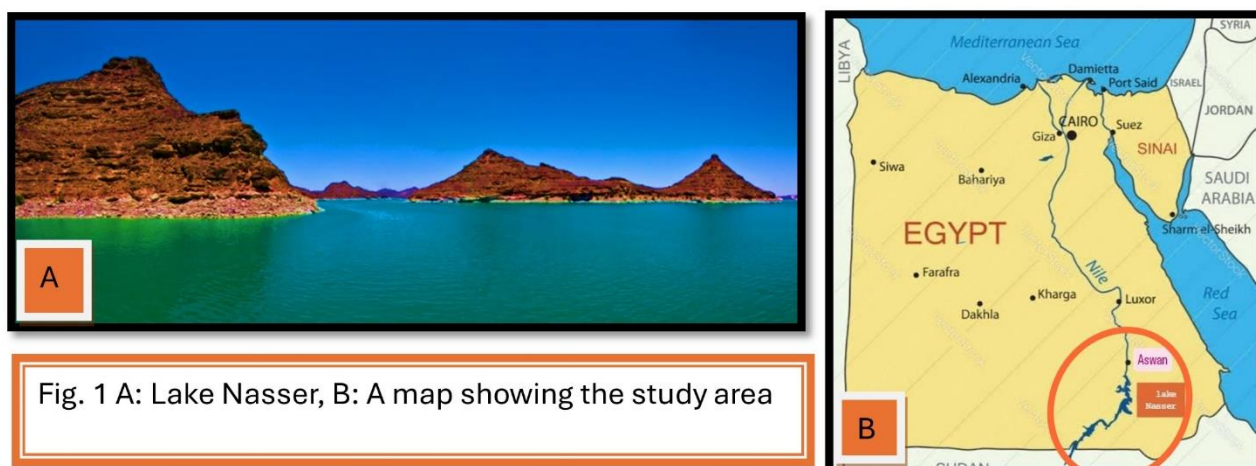 A
Fig. 1 A: Lake Nasser, B: A map showing the study area
SYRIA
Mediterranean Sea
LIBYA
Damietta
Alexandria
Port Said
ISRAEL
JORDAN
CAIRO
Giza
Suez
SINAI
Siwa
Bahariya
SAUDI
ARABIA
Sharm el-Sheikh
EGYPT
Farafra
Nile
Kharga
Luxor
Red
Sea
Dakhla
Aswan
lake
Nasser
B
SUDAN